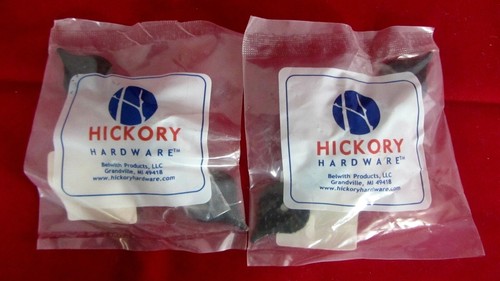 HICKORY
HARDWARE™
Belwith Products, LLC
Grandville, MI 49418
www.hickoryhardware.com
HICKORY
HARDWARE™
Belwith Products, LLC
Grandville, MI 49418
www.hickoryhardware.com